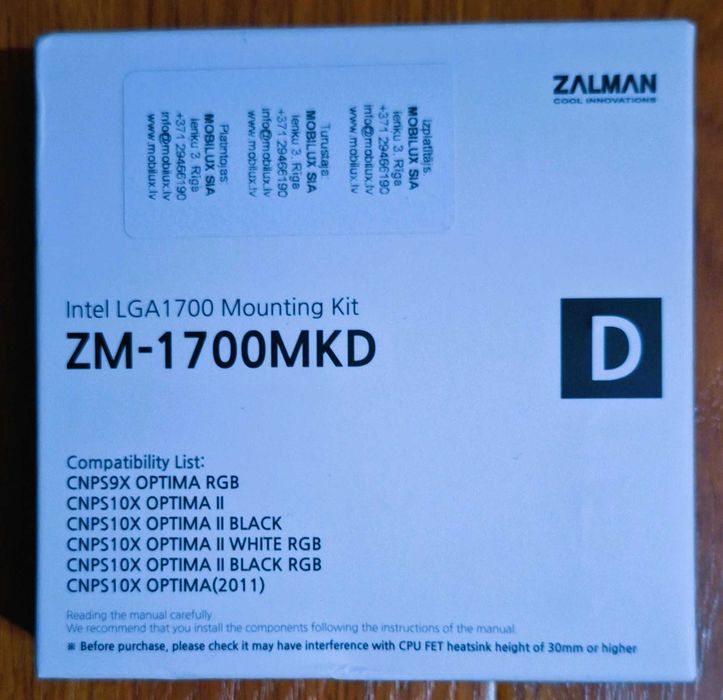 ZALMAN
COOL INNOVATIONS
Izplatītājs:
MOBILUX SIA
Ieriķu 3, Rīga
+371 29466190
info@mobilux.lv
www.mobilux.lv
Turustaja:
MOBILUX SIA
Ieriķu 3, Rīga
+371 29466190
info@mobilux.lv
www.mobilux.lv
Platintojas:
MOBILUX SIA
Ieriķu 3, Rīga
+371 29466190
info@mobilux.lv
www.mobilux.lv
Intel LGA1700 Mounting Kit
ZM-1700MKD
D
Compatibility List:
CNPS9X OPTIMA RGB
CNPS10X OPTIMA II
CNPS10X OPTIMA II BLACK
CNPS10X OPTIMA II WHITE RGB
CNPS10X OPTIMA II BLACK RGB
CNPS10X OPTIMA(2011)
Reading the manual carefully.
We recommend that you install the components following the instructions of the manual.
※ Before purchase, please check it may have interference with CPU FET heatsink height of 30mm or higher